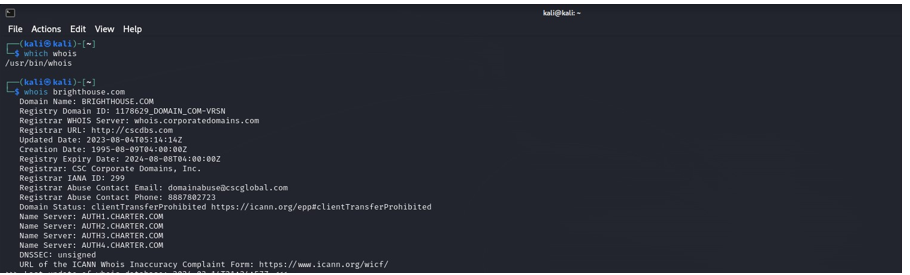 kali@kali: ~
File Actions Edit View Help
┌──(kali㉿kali)-[~]
└─$ which whois
/usr/bin/whois
┌──(kali㉿kali)-[~]
└─$ whois brighthouse.com
Domain Name: BRIGHTHOUSE.COM
Registry Domain ID: 1178629_DOMAIN_COM-VRSN
Registrar WHOIS Server: whois.corporatedomains.com
Registrar URL: http://cscdbs.com
Updated Date: 2023-08-04T05:14:14Z
Creation Date: 1995-08-09T04:00:00Z
Registry Expiry Date: 2024-08-08T04:00:00Z
Registrar: CSC Corporate Domains, Inc.
Registrar IANA ID: 299
Registrar Abuse Contact Email: domainabuse@cscglobal.com
Registrar Abuse Contact Phone: 8887802723
Domain Status: clientTransferProhibited https://icann.org/epp#clientTransferProhibited
Name Server: AUTH1.CHARTER.COM
Name Server: AUTH2.CHARTER.COM
Name Server: AUTH3.CHARTER.COM
Name Server: AUTH4.CHARTER.COM
DNSSEC: unsigned
URL of the ICANN Whois Inaccuracy Complaint Form: https://www.icann.org/wicf/